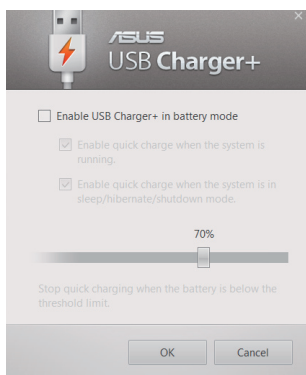 ASUS
USB Charger+
Enable USB Charger+ in battery mode
Enable quick charge when the system is
running.
Enable quick charge when the system is in
sleep/hibernate/shutdown mode.
70%
Stop quick charging when the battery is below the
threshold limit.
OK
Cancel